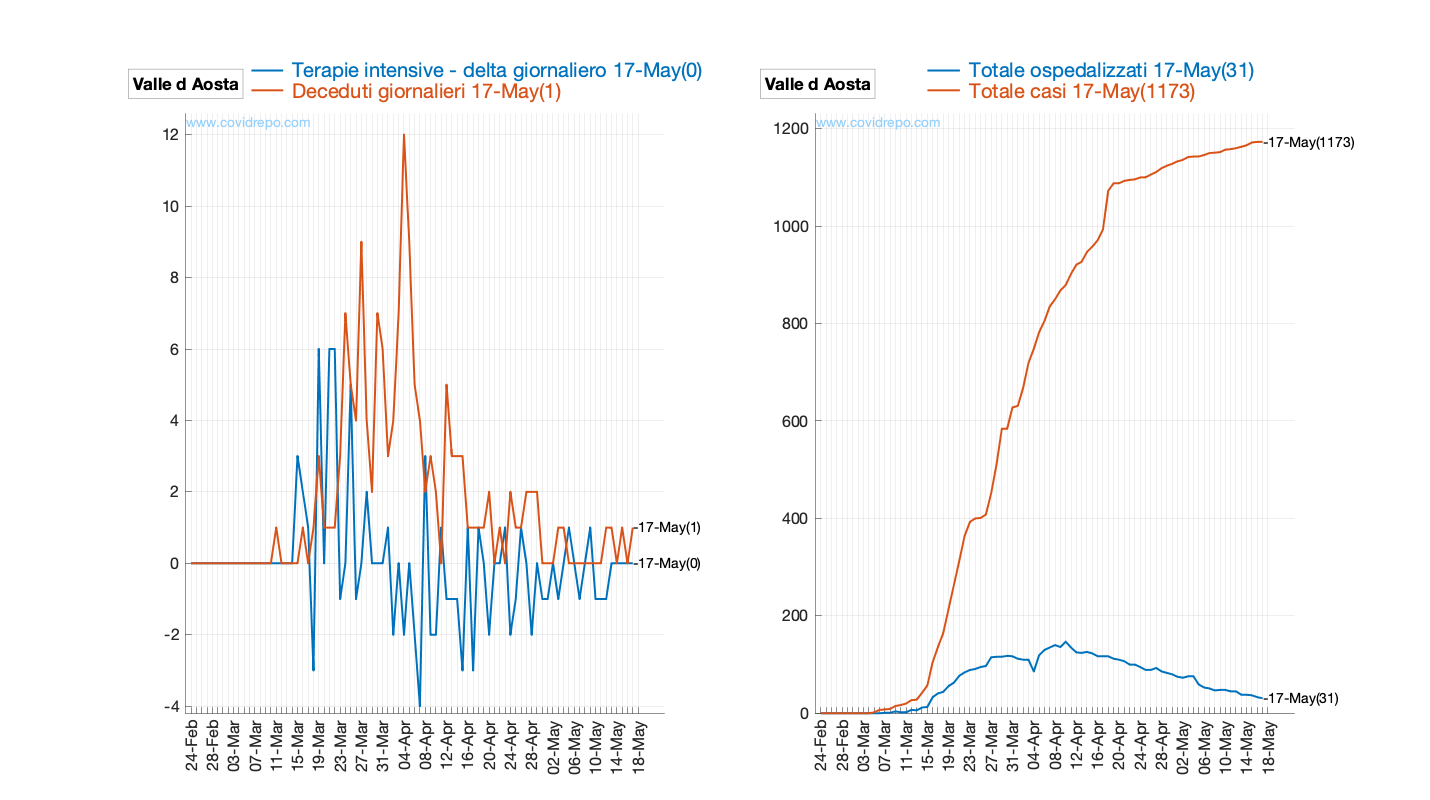 Valle d Aosta
Terapie intensive - delta giornaliero 17-May(0)
Deceduti giornalieri 17-May(1)
www.covidrepo.com
12
10
8
6
4
2
0
-2
-4
-17-May(1)
-17-May(0)
24-Feb
28-Feb
03-Mar
07-Mar
11-Mar
15-Mar
19-Mar
23-Mar
27-Mar
31-Mar
04-Apr
08-Apr
12-Apr
16-Apr
20-Apr
24-Apr
28-Apr
02-May
06-May
10-May
14-May
18-May
Valle d Aosta
Totale ospedalizzati 17-May(31)
Totale casi 17-May(1173)
www.covidrepo.com
1200
1000
800
600
400
200
0
-17-May(1173)
-17-May(31)
24-Feb
28-Feb
03-Mar
07-Mar
11-Mar
15-Mar
19-Mar
23-Mar
27-Mar
31-Mar
04-Apr
08-Apr
12-Apr
16-Apr
20-Apr
24-Apr
28-Apr
02-May
06-May
10-May
14-May
18-May